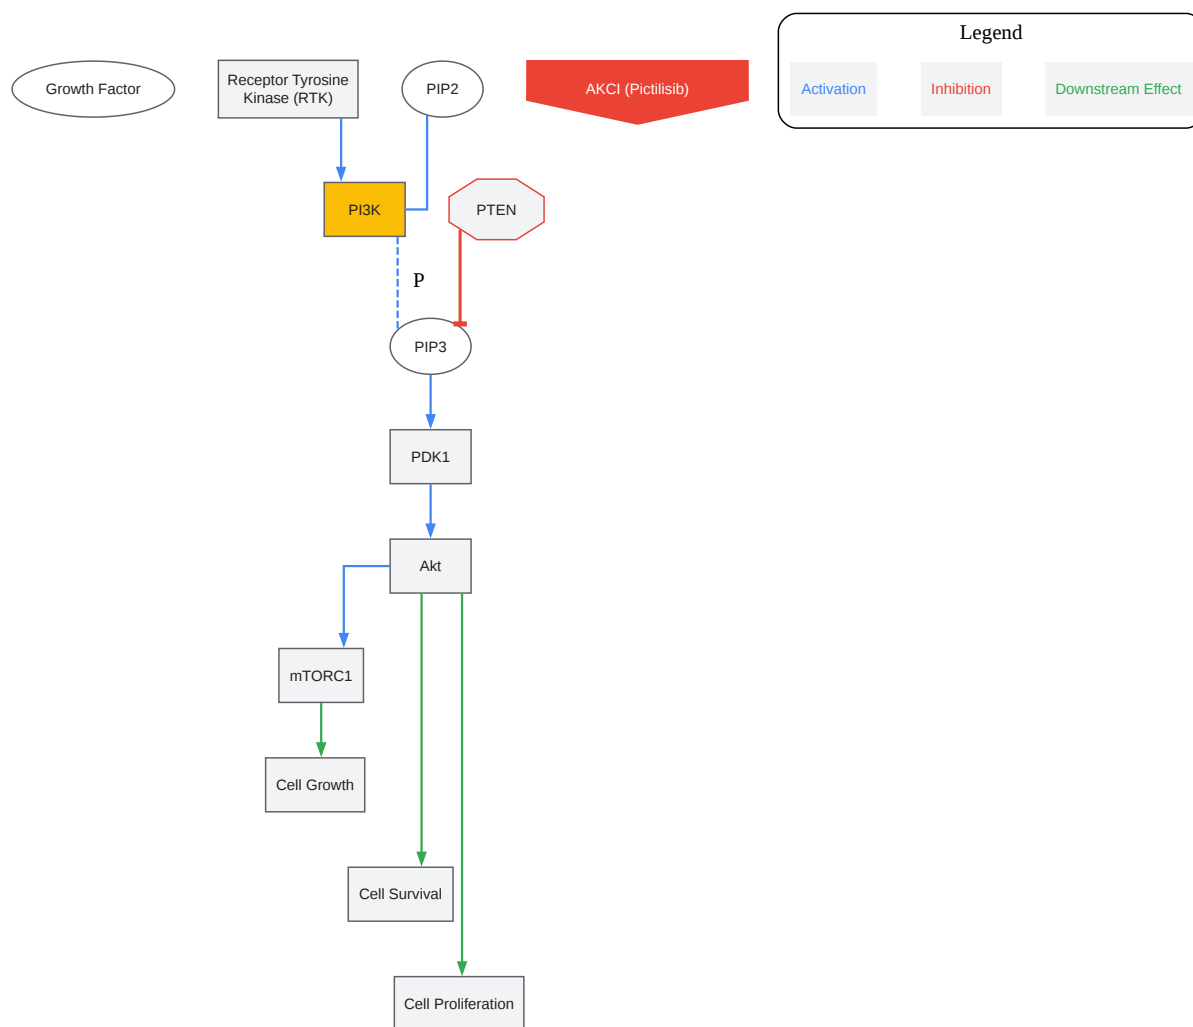 Legend
Growth Factor
Receptor Tyrosine
Kinase (RTK)
PIP2
AKCI (Pictilisib)
Activation
Inhibition
Downstream Effect
PI3K
PTEN
P
PIP3
PDK1
Akt
mTORC1
Cell Growth
Cell Survival
Cell Proliferation